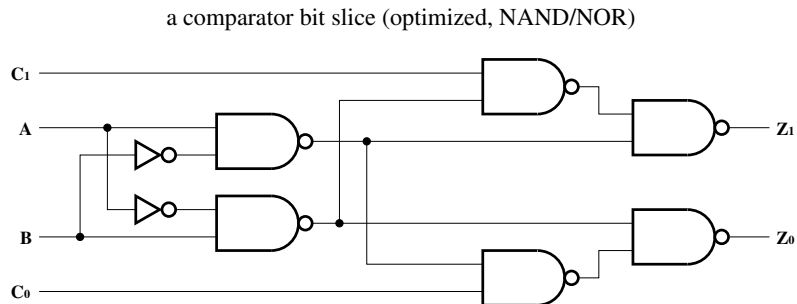 a comparator bit slice (optimized, NAND/NOR)
C1
A
Z1
B
Z0
C0